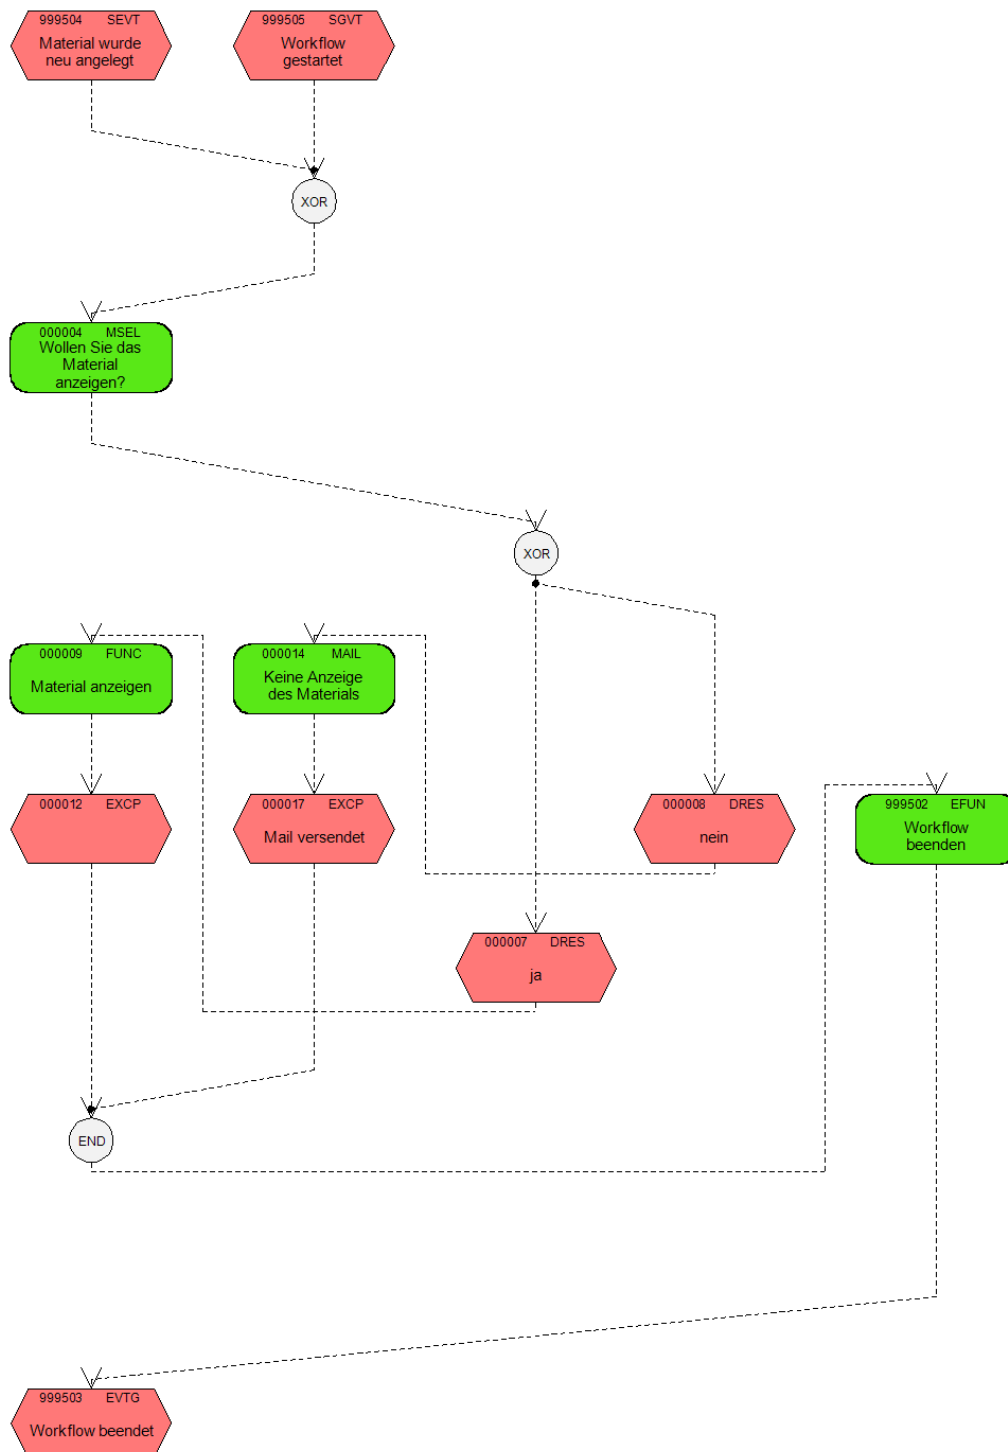 999504 SEVT
Material wurde
neu angelegt
999505 SGVT
Workflow
gestartet
XOR
000004 MSEL
Wollen Sie das
Material
anzeigen?
XOR
000009 FUNC
Material anzeigen
000014 MAIL
Keine Anzeige
des Materials
000012 EXCP
000017 EXCP
Mail versendet
000008 DRES
nein
999502 EFUN
Workflow
beenden
000007 DRES
ja
END
999503 EVTG
Workflow beendet